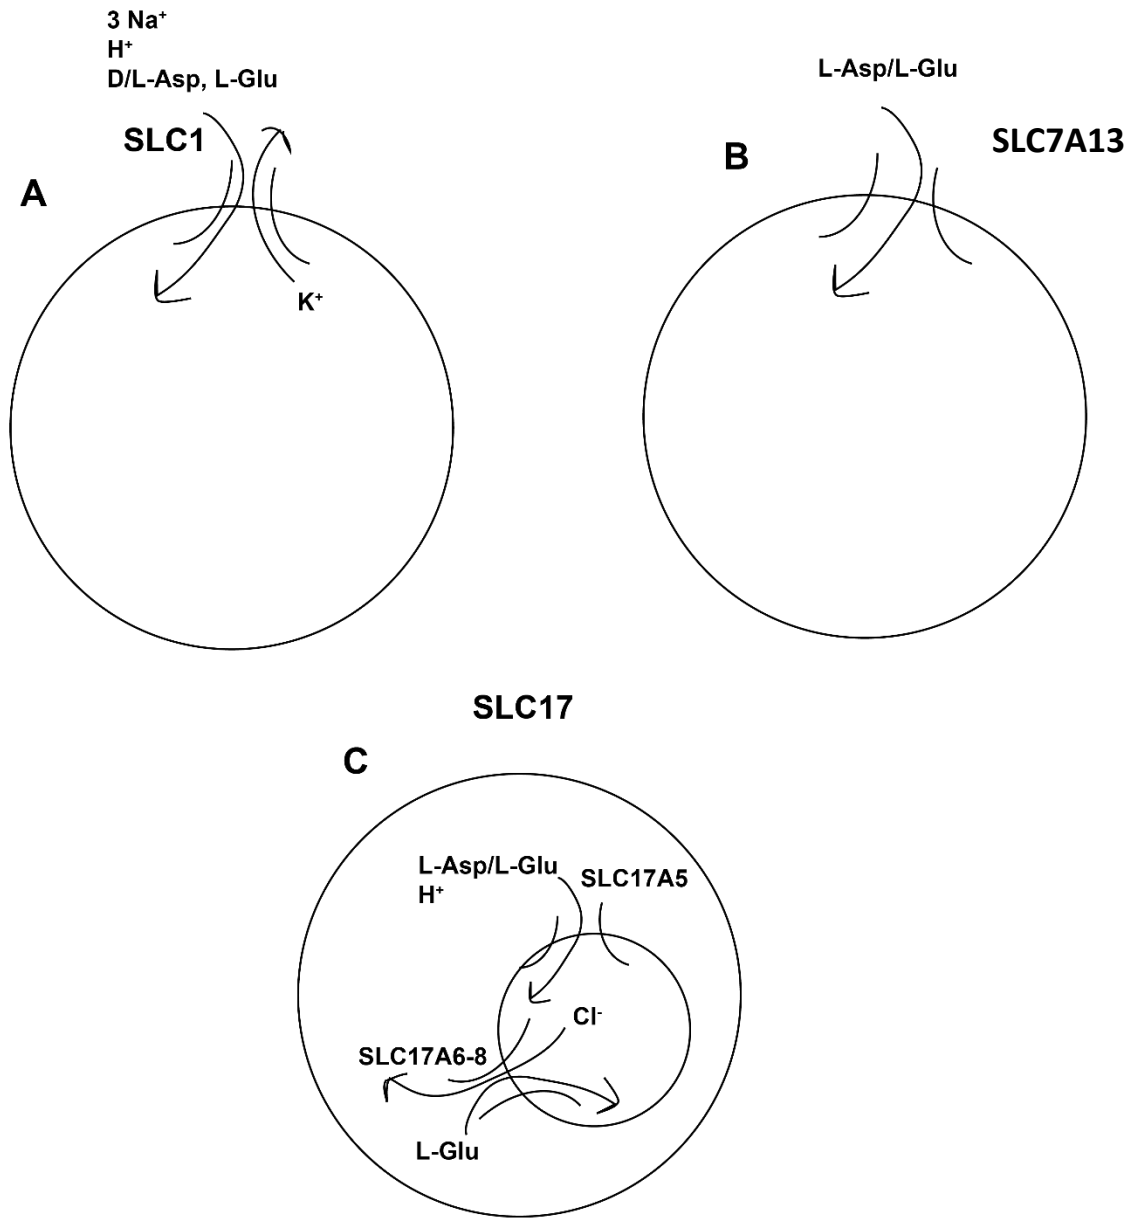 3 Na⁺
H⁺
D/L-Asp, L-Glu
SLC1
A
K⁺
L-Asp/L-Glu
SLC7A13
B
SLC17
C
L-Asp/L-Glu
H⁺
SLC17A5
Cl⁻
SLC17A6-8
L-Glu